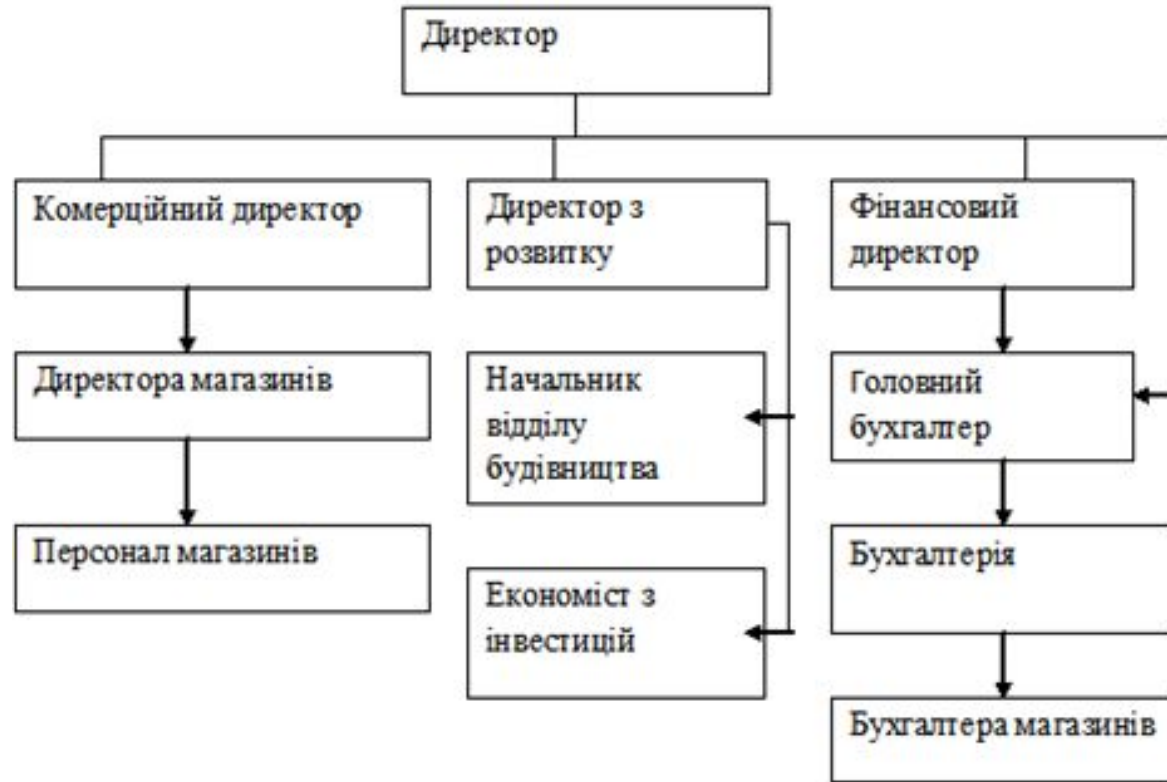 Директор
Комерційний директор
Директор з
розвитку
Фінансовий
директор
Директора магазинів
Начальник
відділу
будівництва
Головний
бухгалтер
Персонал магазинів
Економіст з
інвестицій
Бухгалтерія
Бухгалтера магазинів